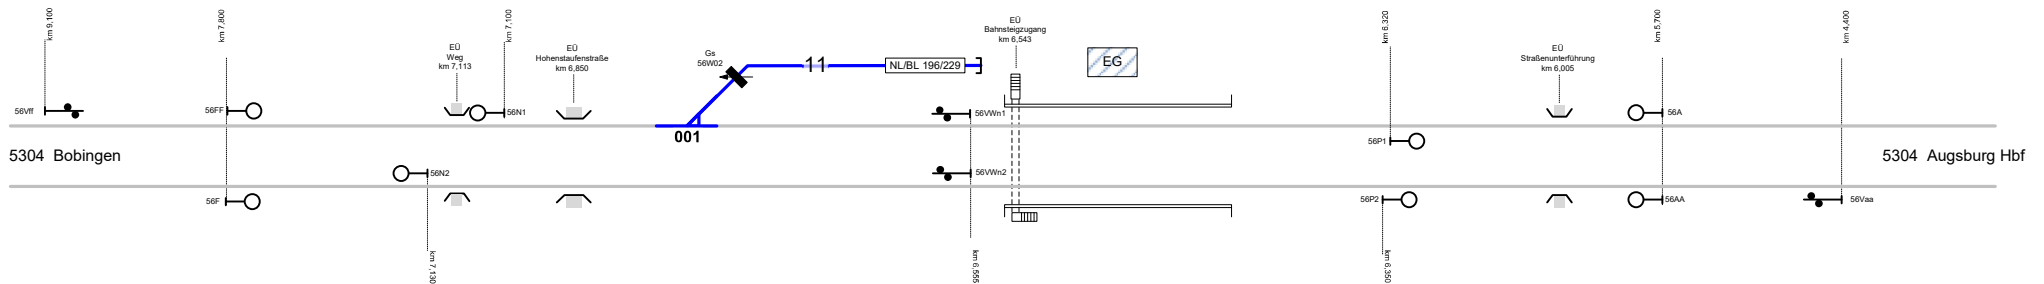 km 9,100
km 7,800
km 7,100
km 6,320
km 5,700
km 4,400
EÜ
Weg
km 7,113
EÜ
Hohenstaufenstraße
km 6,850
Gs
56W02
11
NL/BL 196/229
EÜ
Bahnsteigzugang
km 6,543
EG
EÜ
Straßenunterführung
km 6,005
56Vff
56FF
56N1
56VWn1
56P1
56A
001
5304 Bobingen
5304 Augsburg Hbf
56N2
56VWn2
56F
56P2
56AA
56Vaa
km 7,130
km 6,555
km 6,350